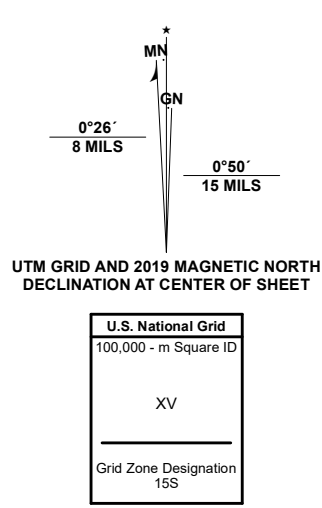 ★
MN
GN
0°26´
8 MILS
0°50´
15 MILS
UTM GRID AND 2019 MAGNETIC NORTH
DECLINATION AT CENTER OF SHEET
U.S. National Grid
100,000 - m Square ID
XV
Grid Zone Designation
15S